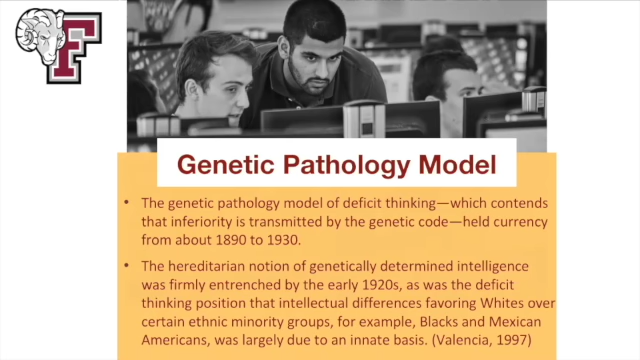 F
Genetic Pathology Model
• The genetic pathology model of deficit thinking—which contends
that inferiority is transmitted by the genetic code—held currency
from about 1890 to 1930.
• The hereditarian notion of genetically determined intelligence
was firmly entrenched by the early 1920s, as was the deficit
thinking position that intellectual differences favoring Whites over
certain ethnic minority groups, for example, Blacks and Mexican
Americans, was largely due to an innate basis. (Valencia, 1997)